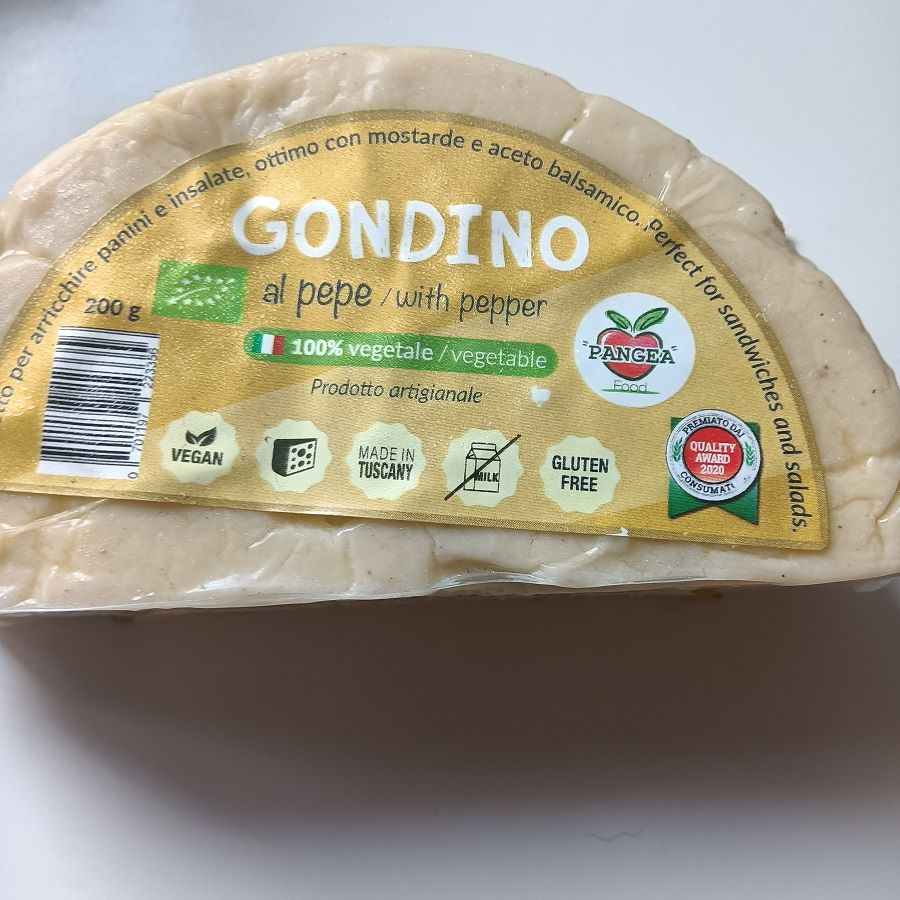 per arricchire panini e insalate, ottimo con mostarde e aceto balsamico. Perfect for sandwiches and salads.
GONDINO
al pepe / with pepper
200 g
100% vegetale / vegetable
PANGEA
Food
Prodotto artigianale
VEGAN
MADE IN
TUSCANY
MILK
GLUTEN
FREE
PREMIATO DAI
QUALITY
AWARD
2020
CONSUMATORI